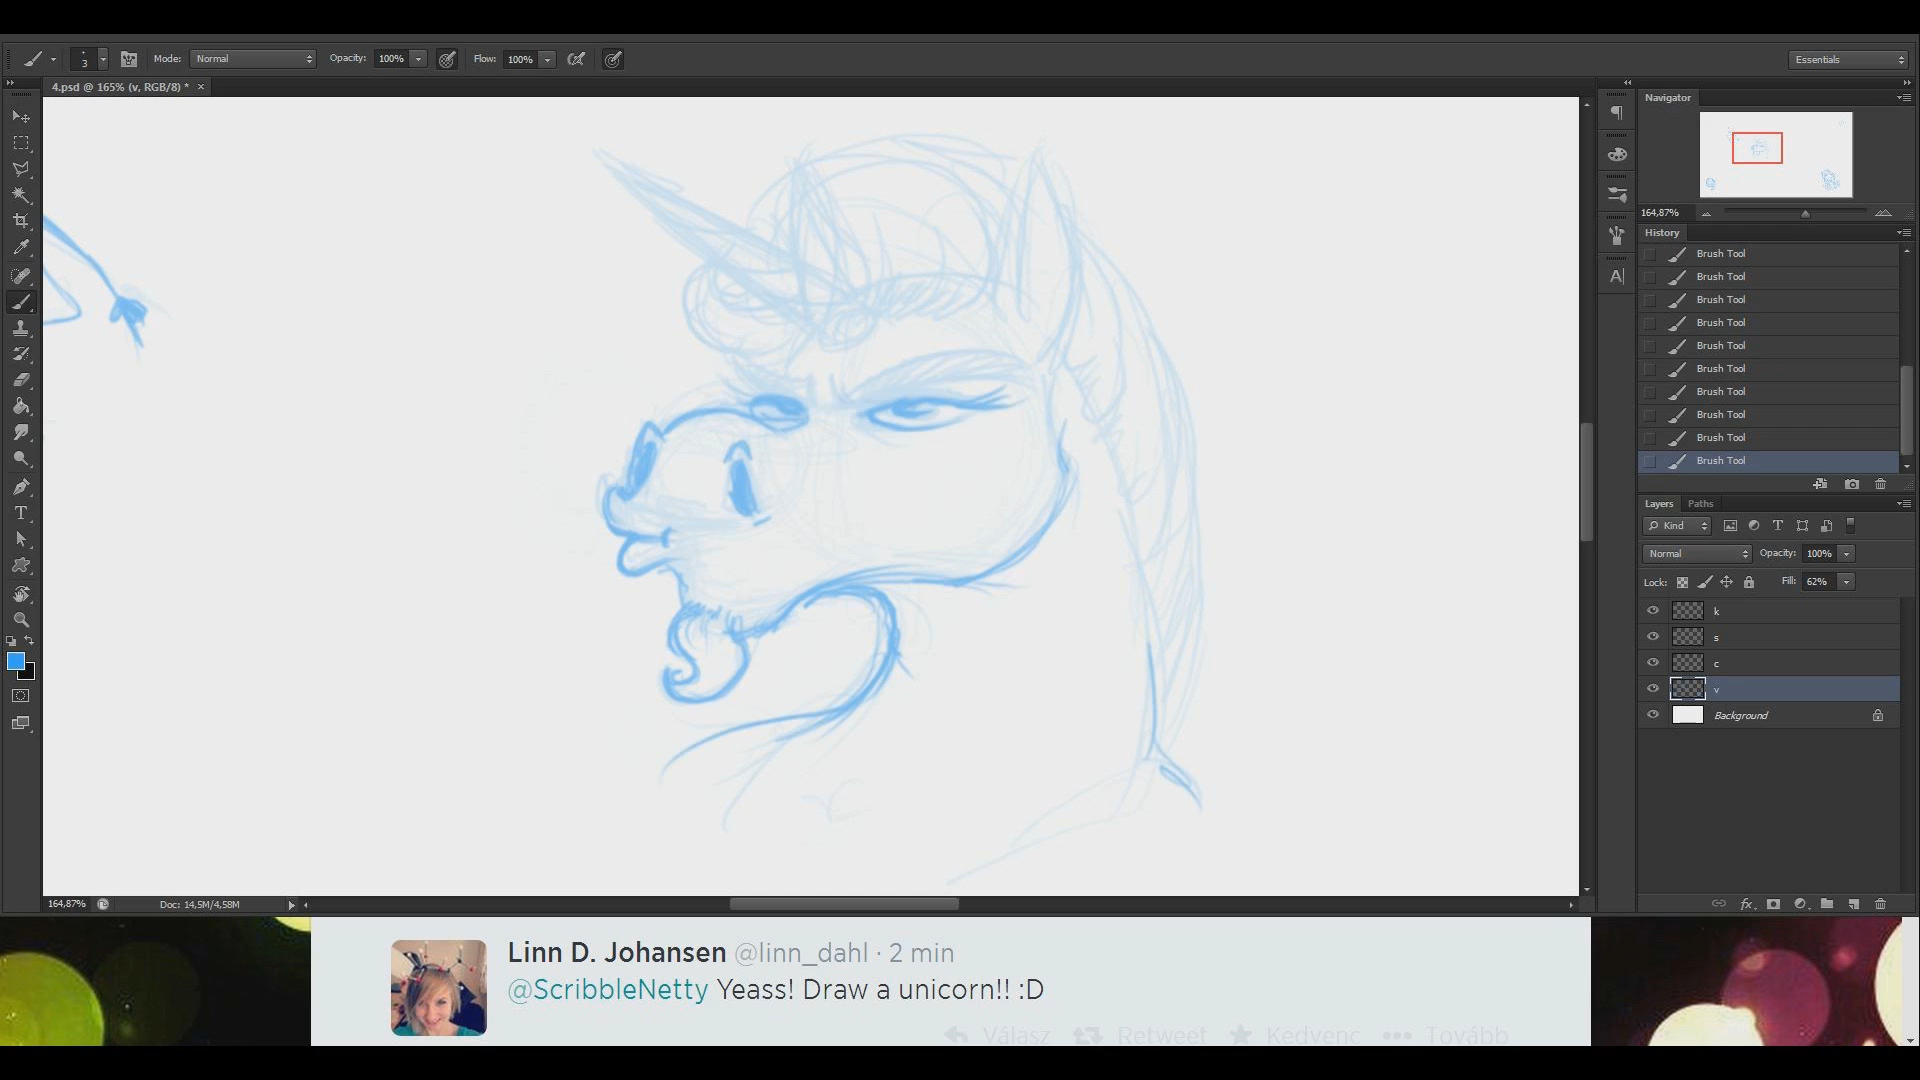 3 Mode: Normal Opacity: 100% Flow: 100% Essentials
4.psd @ 165% (v, RGB/8) * ×
Navigator
164,87%
History
Brush Tool
Brush Tool
Brush Tool
Brush Tool
Brush Tool
Brush Tool
Brush Tool
Brush Tool
Brush Tool
Brush Tool
Layers Paths
Kind
Normal Opacity: 100%
Lock: Fill: 62%
k
s
c
v
Background
164,87% Doc: 14,5M/4,58M
Linn D. Johansen @linn_dahl · 2 min
@ScribbleNetty Yeass! Draw a unicorn!! :D
Válasz Retweet Kedvenc Tovább